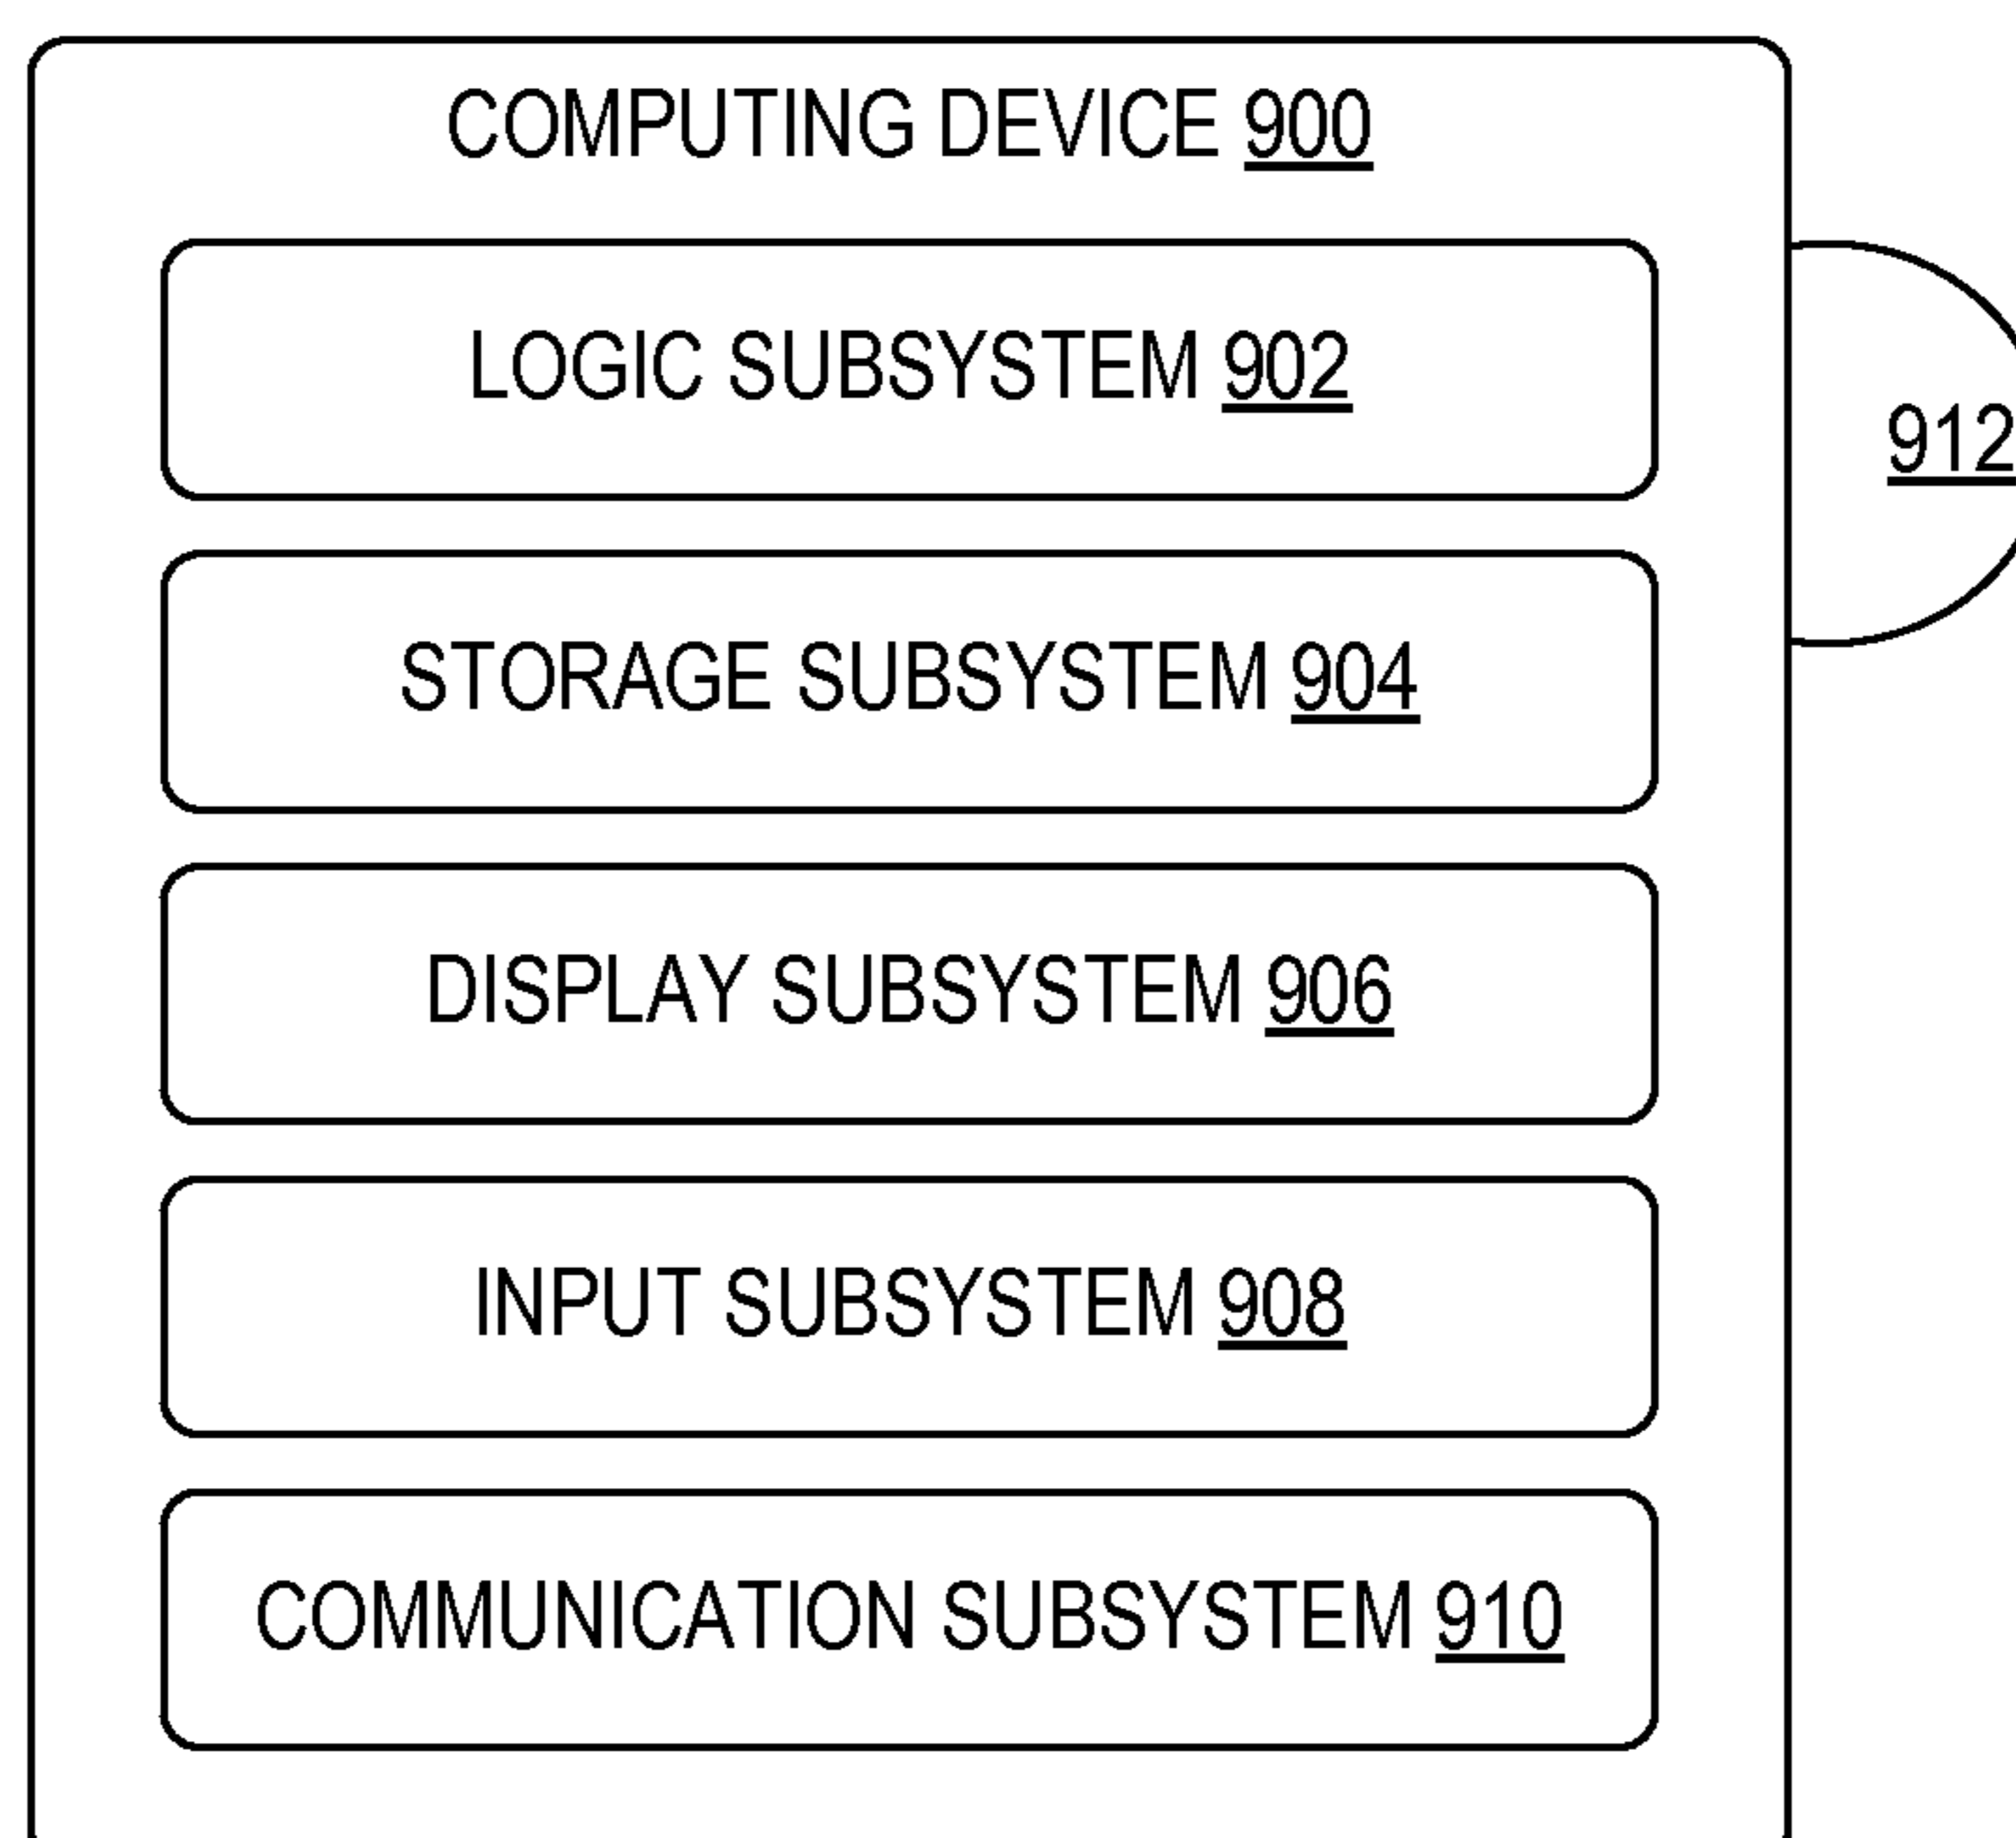 COMPUTING DEVICE 900
LOGIC SUBSYSTEM 902
912
STORAGE SUBSYSTEM 904
DISPLAY SUBSYSTEM 906
INPUT SUBSYSTEM 908
COMMUNICATION SUBSYSTEM 910